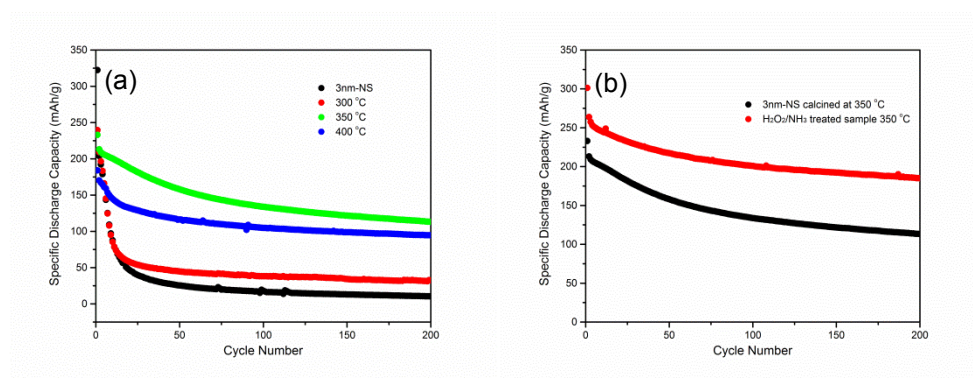 (a)
3nm-NS
300 °C
350 °C
400 °C
Specific Discharge Capacity (mAh/g)
350
300
250
200
150
100
50
0
0
50
100
150
200
Cycle Number
(b)
3nm-NS calcined at 350 °C
H₂O₂/NH₃ treated sample 350 °C
Specific Discharge Capacity (mAh/g)
350
300
250
200
150
100
50
0
0
50
100
150
200
Cycle Number